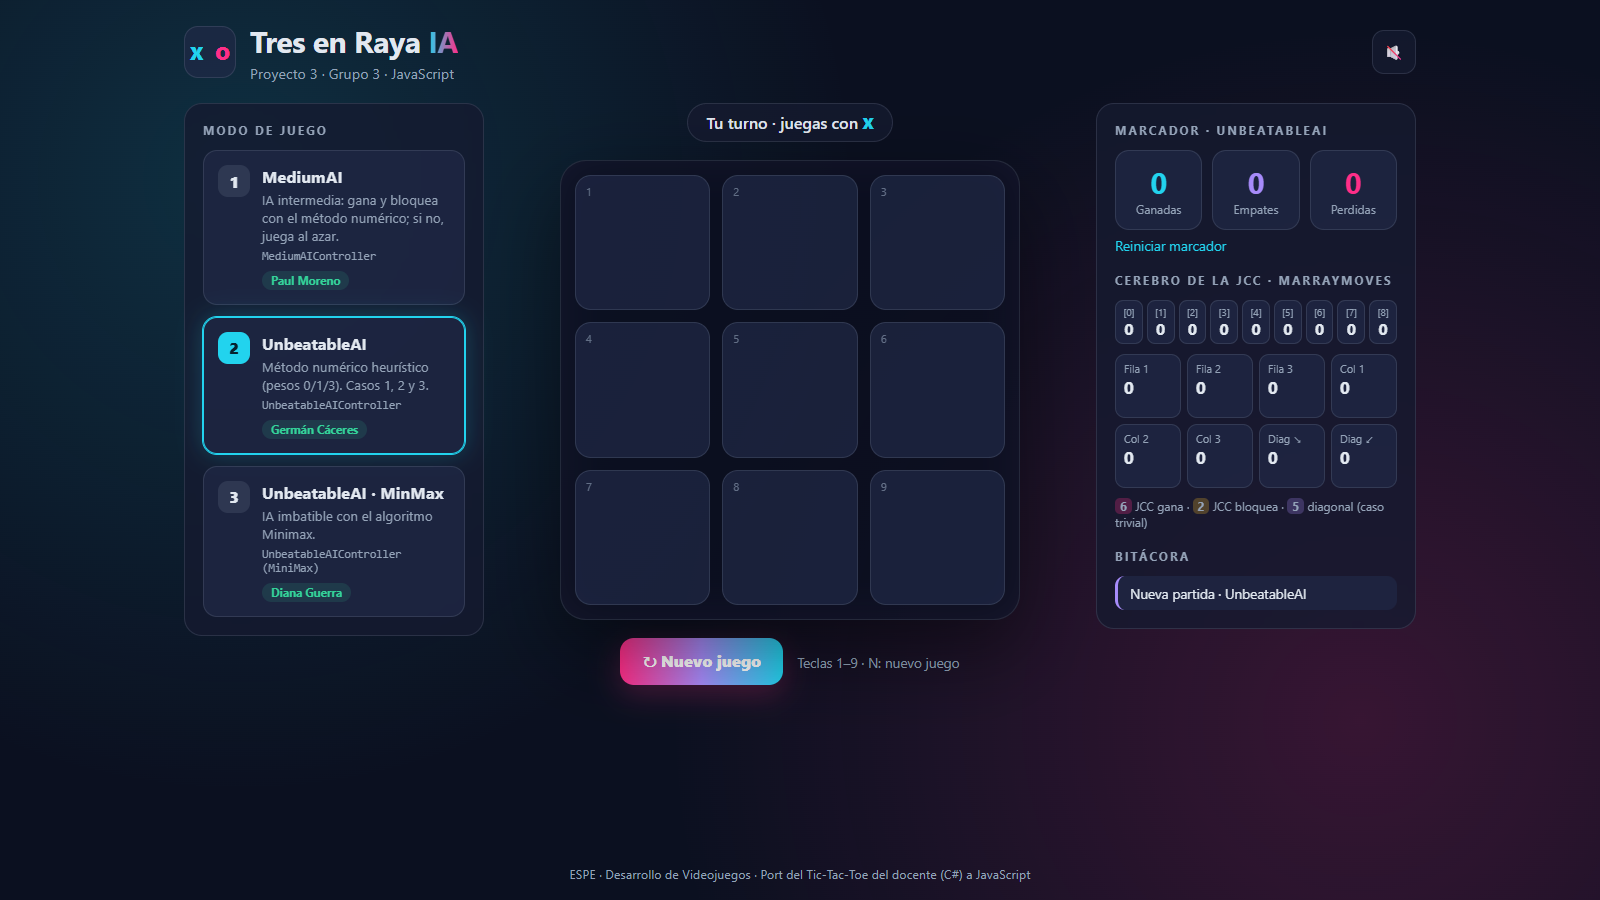 X O
Tres en Raya IA
Proyecto 3 · Grupo 3 · JavaScript
MODO DE JUEGO
1
MediumAI
IA intermedia: gana y bloquea
con el método numérico; si no,
juega al azar.
MediumAIController
Paul Moreno
2
UnbeatableAI
Método numérico heurístico
(pesos 0/1/3). Casos 1, 2 y 3.
UnbeatableAIController
Germán Cáceres
3
UnbeatableAI · MinMax
IA imbatible con el algoritmo
Minimax.
UnbeatableAIController
(MiniMax)
Diana Guerra
Tu turno · juegas con X
1 2 3
4 5 6
7 8 9
↻ Nuevo juego
Teclas 1–9 · N: nuevo juego
MARCADOR · UNBEATABLEAI
0 0 0
Ganadas Empates Perdidas
Reiniciar marcador
CEREBRO DE LA JCC · MARRAYMOVES
[0] [1] [2] [3] [4] [5] [6] [7] [8]
0 0 0 0 0 0 0 0 0
Fila 1 Fila 2 Fila 3 Col 1
0 0 0 0
Col 2 Col 3 Diag ↘ Diag ↙
0 0 0 0
6 JCC gana · 2 JCC bloquea · 5 diagonal (caso
trivial)
BITÁCORA
Nueva partida · UnbeatableAI
ESPE · Desarrollo de Videojuegos · Port del Tic-Tac-Toe del docente (C#) a JavaScript